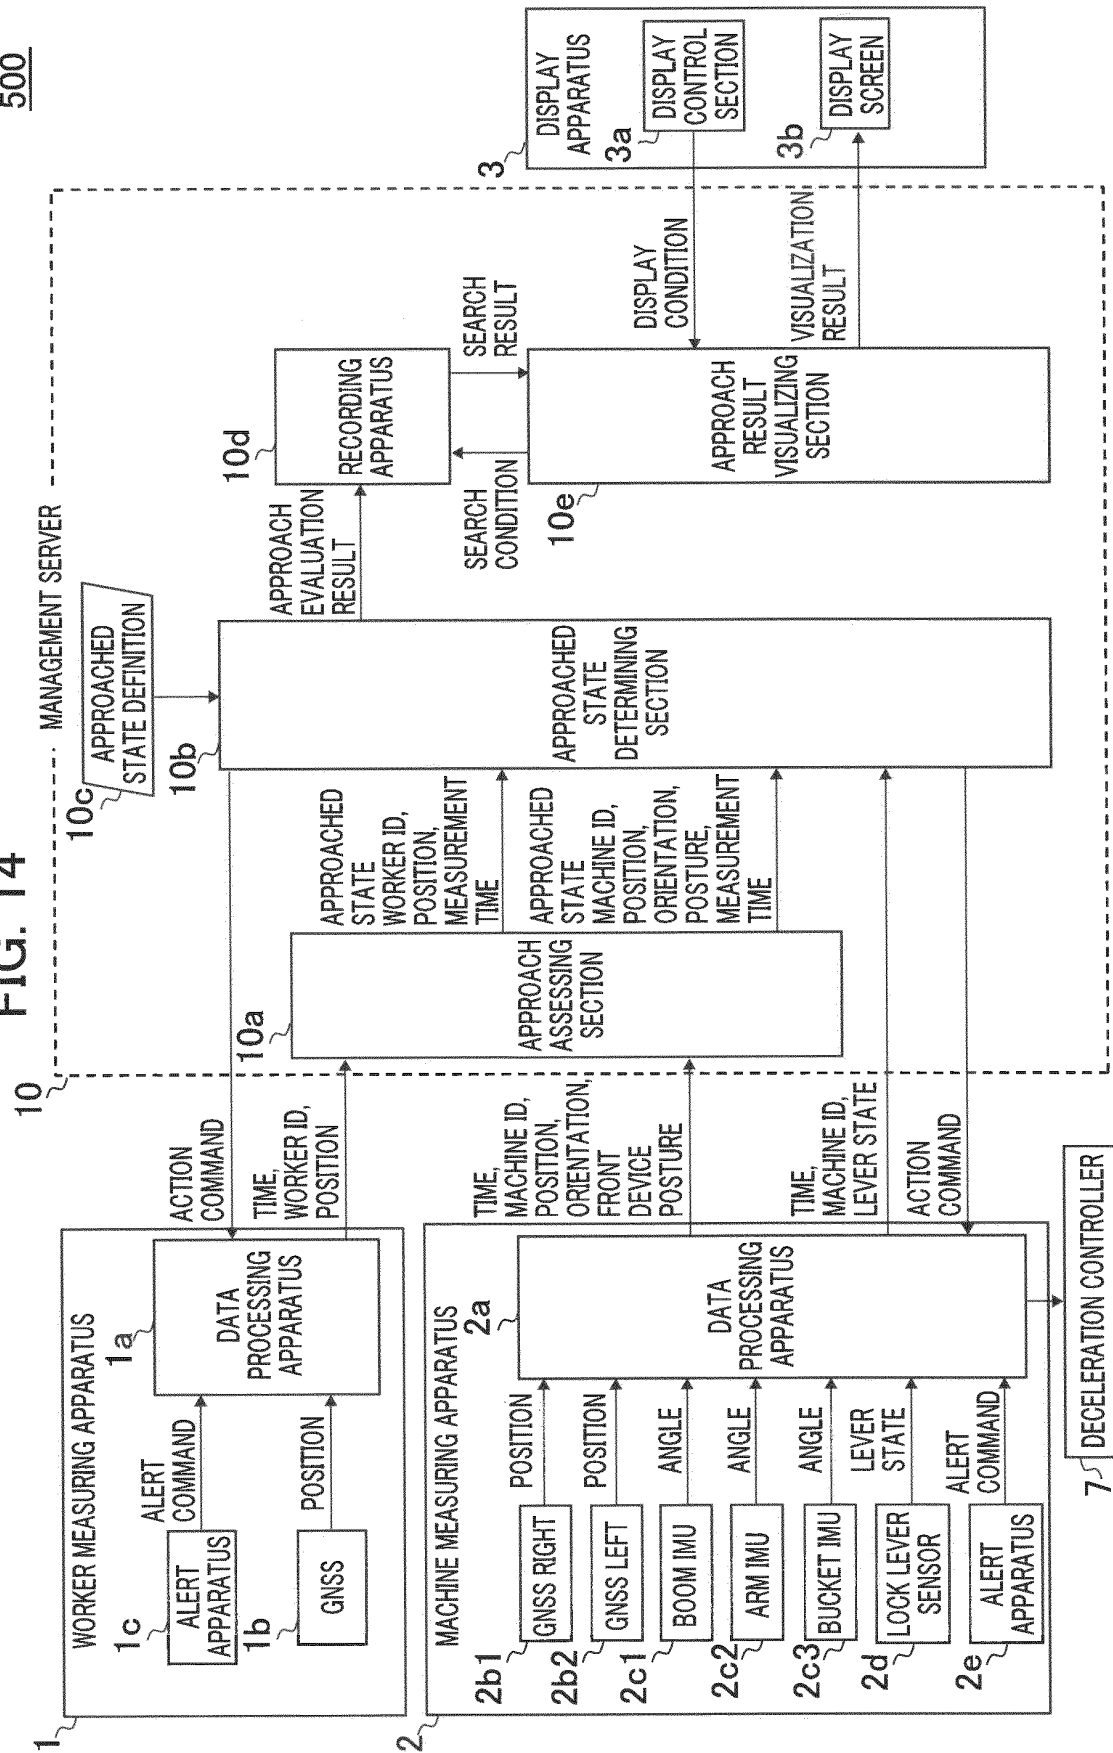 FIG. 14
500
1
WORKER MEASURING APPARATUS
1c
ALERT
APPARATUS
ALERT
COMMAND
1b
GNSS
POSITION
1a
DATA
PROCESSING
APPARATUS
ACTION
COMMAND
TIME,
WORKER ID,
POSITION
2
MACHINE MEASURING APPARATUS
2b1
GNSS RIGHT
POSITION
2b2
GNSS LEFT
POSITION
2c1
BOOM IMU
ANGLE
2c2
ARM IMU
ANGLE
2c3
BUCKET IMU
ANGLE
2d
LOCK LEVER
SENSOR
LEVER
STATE
2e
ALERT
APPARATUS
ALERT
COMMAND
2a
DATA
PROCESSING
APPARATUS
TIME,
MACHINE ID,
POSITION,
ORIENTATION,
FRONT
DEVICE
POSTURE
TIME,
MACHINE ID,
LEVER STATE
ACTION
COMMAND
7
DECELERATION CONTROLLER
10
MANAGEMENT SERVER
10a
APPROACH
ASSESSING
SECTION
APPROACHED
STATE
WORKER ID,
POSITION,
MEASUREMENT
TIME
APPROACHED
STATE
MACHINE ID,
POSITION,
ORIENTATION,
POSTURE,
MEASUREMENT
TIME
10c
APPROACHED
STATE DEFINITION
10b
APPROACHED
STATE
DETERMINING
SECTION
APPROACH
EVALUATION
RESULT
10d
RECORDING
APPARATUS
SEARCH
CONDITION
SEARCH
RESULT
10e
APPROACH
RESULT
VISUALIZING
SECTION
DISPLAY
CONDITION
VISUALIZATION
RESULT
3
DISPLAY
APPARATUS
3a
DISPLAY
CONTROL
SECTION
3b
DISPLAY
SCREEN